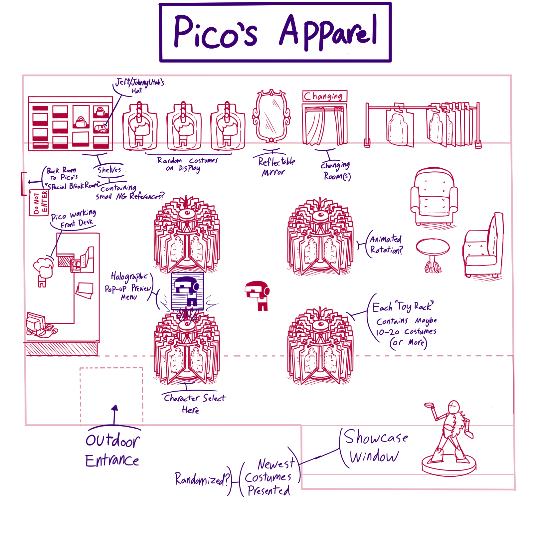 Pico's Apparel
Jeff/JohnnyUtah's
Hat
Changing
Random Costumes
on Display
Reflectable
Mirror
Changing
Room(s)
Shelves
Containing
Small NG References?
Back Room
To Pico's
Special BackRoom
DO NOT
ENTER
Pico Working
Front Desk
Holographic
Pop-up Preview
Menu
Animated
Rotation?
Each "Toy Rack"
Contains Maybe
10-20 Costumes
(or More)
Character Select
Here
Outdoor
Entrance
Showcase
Window
Newest
Costumes
Presented
Randomized?